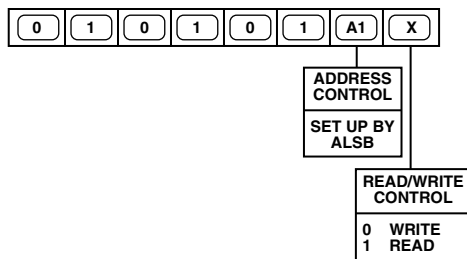 0 1 0 1 0 1 A1 X
ADDRESS
CONTROL
SET UP BY
ALSB
READ/WRITE
CONTROL
0 WRITE
1 READ